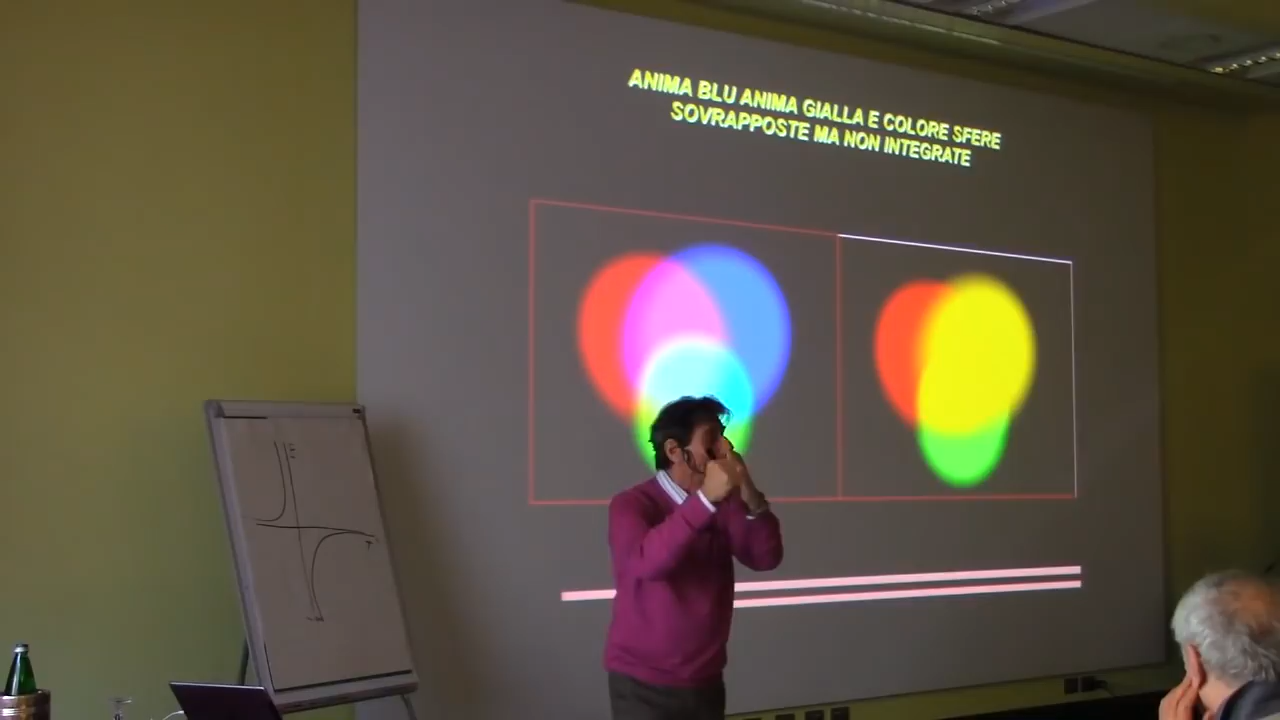 ANIMA BLU ANIMA GIALLA E COLORE SFERE
SOVRAPPOSTE MA NON INTEGRATE